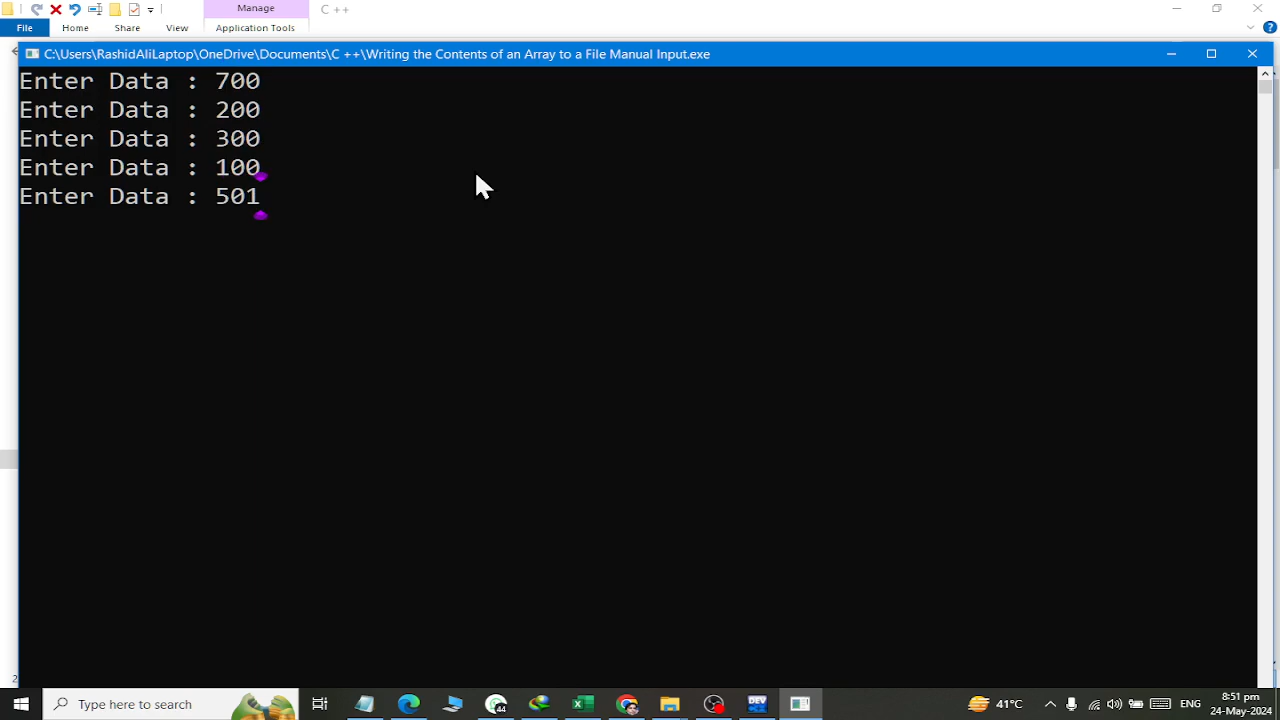 Manage
C ++
File
Home
Share
View
Application Tools
C:\Users\RashidAliLaptop\OneDrive\Documents\C ++\Writing the Contents of an Array to a File Manual Input.exe
Enter Data : 700
Enter Data : 200
Enter Data : 300
Enter Data : 100
Enter Data : 501
Type here to search
44
41°C
ENG
8:51 pm
24-May-2024